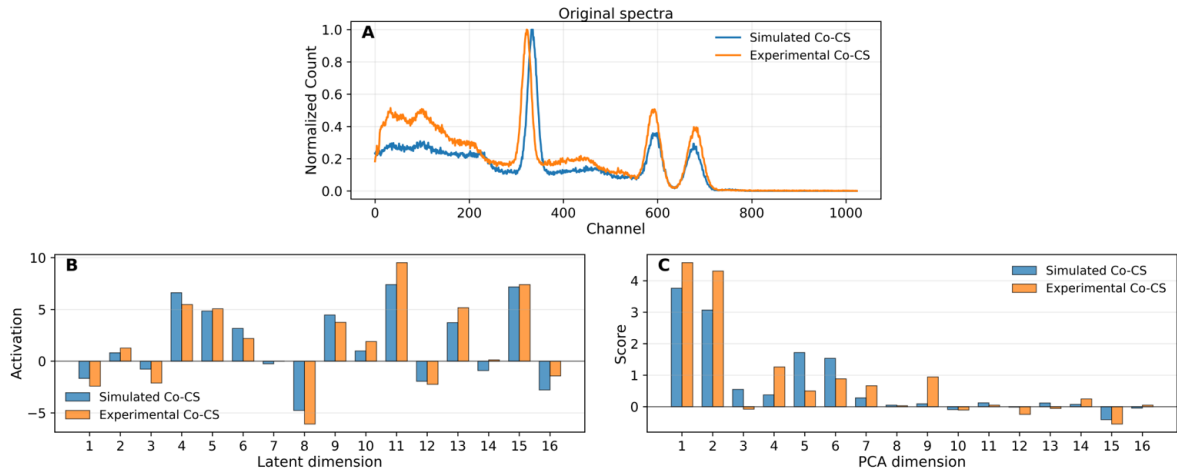 Original spectra
A
Simulated Co-CS
Experimental Co-CS
Normalized Count
1.0
0.8
0.6
0.4
0.2
0.0
0 200 400 600 800 1000
Channel
B
Activation
10
5
0
−5
Simulated Co-CS
Experimental Co-CS
1 2 3 4 5 6 7 8 9 10 11 12 13 14 15 16
Latent dimension
C
Simulated Co-CS
Experimental Co-CS
Score
4
3
2
1
0
1 2 3 4 5 6 7 8 9 10 11 12 13 14 15 16
PCA dimension